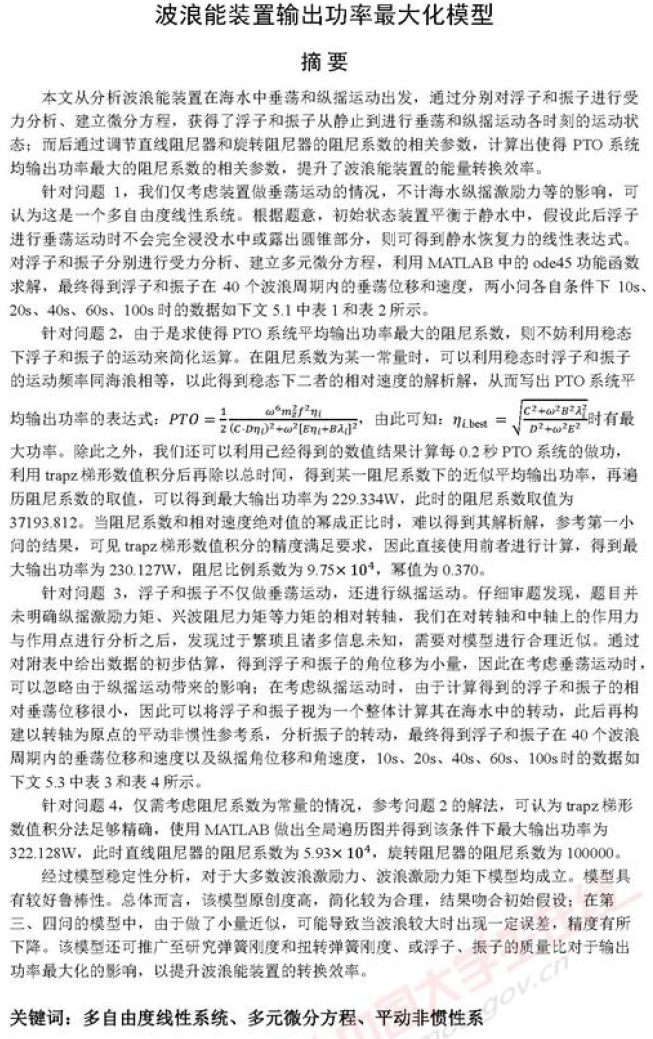 波浪能装置输出功率最大化模型
摘 要
本文从分析波浪能装置在海水中垂荡和纵摇运动出发，通过分别对浮子和振子进行受
力分析、建立微分方程，获得了浮子和振子从静止到进行垂荡和纵摇运动各时刻的运动状
态；而后通过调节直线阻尼器和旋转阻尼器的阻尼系数的相关参数，计算出使得 PTO 系统
均输出功率最大的阻尼系数的相关参数，提升了波浪能装置的能量转换效率。
针对问题 1，我们仅考虑装置做垂荡运动的情况，不计海水纵摇激励力等的影响，可
认为这是一个多自由度线性系统。根据题意，初始状态装置平衡于静水中，假设此后浮子
进行垂荡运动时不会完全浸没水中或露出圆锥部分，则可得到静水恢复力的线性表达式。
对浮子和振子分别进行受力分析、建立多元微分方程，利用 MATLAB 中的 ode45 功能函数
求解，最终得到浮子和振子在 40 个波浪周期内的垂荡位移和速度，两小问各自条件下 10s、
20s、40s、60s、100s 时的数据如下文 5.1 中表 1 和表 2 所示。
针对问题 2，由于是求使得 PTO 系统平均输出功率最大的阻尼系数，则不妨利用稳态
下浮子和振子的运动来简化运算。在阻尼系数为某一常量时，可以利用稳态时浮子和振子
的运动频率同海浪相等，以此得到稳态下二者的相对速度的解析解，从而写出 PTO 系统平
均输出功率的表达式：$PTO = \frac{1}{2}\frac{\omega^6 m_2^2 f^2 \eta_i}{(C-D\eta_i)^2+\omega^2[E\eta_i+B\lambda_i]^2}$，由此可知：$\eta_{i.best} = \sqrt{\frac{C^2+\omega^2B^2\lambda_i^2}{D^2+\omega^2E^2}}$时有最
大功率。除此之外，我们还可以利用已经得到的数值结果计算每 0.2 秒 PTO 系统的做功，
利用 trapz 梯形数值积分后再除以总时间，得到某一阻尼系数下的近似平均输出功率，再遍
历阻尼系数的取值，可以得到最大输出功率为 229.334W，此时的阻尼系数取值为
37193.812。当阻尼系数和相对速度绝对值的幂成正比时，难以得到其解析解，参考第一小
问的结果，可见 trapz 梯形数值积分的精度满足要求，因此直接使用前者进行计算，得到最
大输出功率为 230.127W，阻尼比例系数为 9.75× 10⁴，幂值为 0.370。
针对问题 3，浮子和振子不仅做垂荡运动，还进行纵摇运动。仔细审题发现，题目并
未明确纵摇激励力矩、兴波阻尼力矩等力矩的相对转轴，我们在对转轴和中轴上的作用力
与作用点进行分析之后，发现过于繁琐且诸多信息未知，需要对模型进行合理近似。通过
对附表中给出数据的初步估算，得到浮子和振子的角位移为小量，因此在考虑垂荡运动时，
可以忽略由于纵摇运动带来的影响；在考虑纵摇运动时，由于计算得到的浮子和振子的相
对垂荡位移很小，因此可以将浮子和振子视为一个整体计算其在海水中的转动，此后再构
建以转轴为原点的平动非惯性参考系，分析振子的转动，最终得到浮子和振子在 40 个波浪
周期内的垂荡位移和速度以及纵摇角位移和角速度，10s、20s、40s、60s、100s 时的数据如
下文 5.3 中表 3 和表 4 所示。
针对问题 4，仅需考虑阻尼系数为常量的情况，参考问题 2 的解法，可认为 trapz 梯形
数值积分法足够精确，使用 MATLAB 做出全局遍历图并得到该条件下最大输出功率为
322.128W，此时直线阻尼器的阻尼系数为 5.93× 10⁴，旋转阻尼器的阻尼系数为 100000。
经过模型稳定性分析，对于大多数波浪激励力、波浪激励力矩下模型均成立。模型具
有较好鲁棒性。总体而言，该模型原创度高，简化较为合理，结果吻合初始假设；在第
三、四问的模型中，由于做了小量近似，可能导致当波浪较大时出现一定误差，精度有所
下降。该模型还可推广至研究弹簧刚度和扭转弹簧刚度、或浮子、振子的质量比对于输出
功率最大化的影响，以提升波浪能装置的转换效率。
关键词：多自由度线性系统、多元微分方程、平动非惯性系